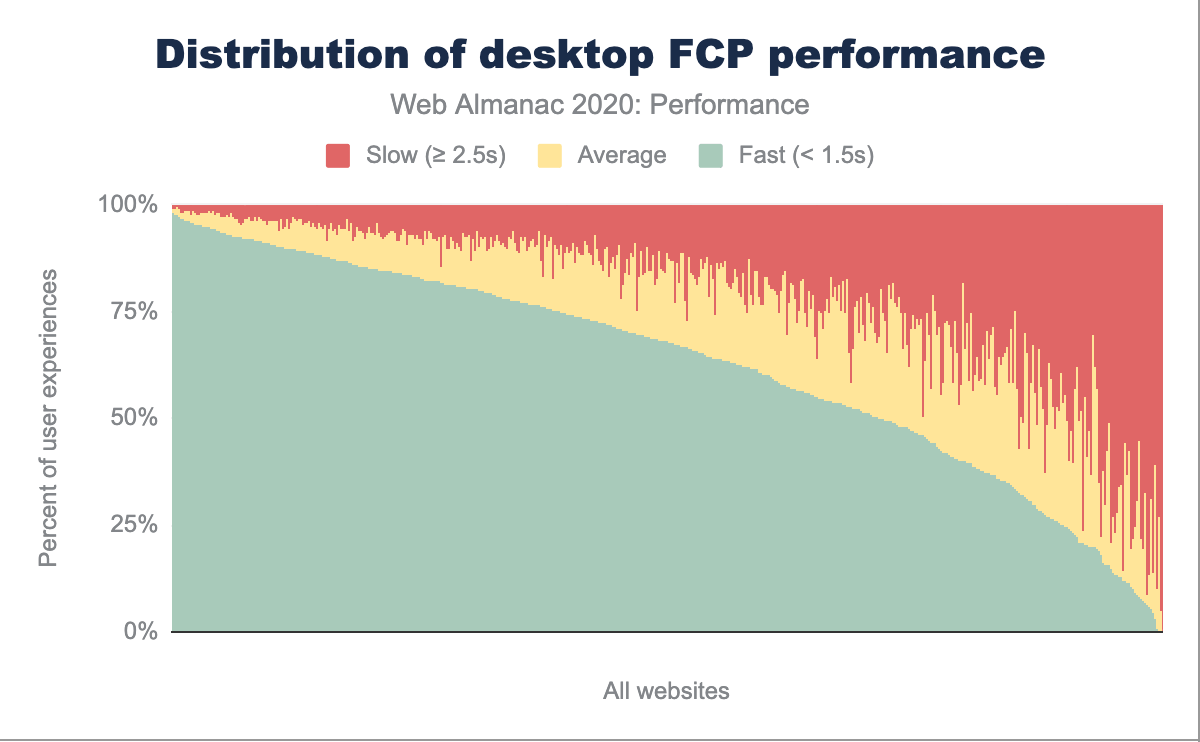 Distribution of desktop FCP performance
Web Almanac 2020: Performance
Slow (≥ 2.5s) Average Fast (< 1.5s)
100%
75%
50%
25%
0%
Percent of user experiences
All websites